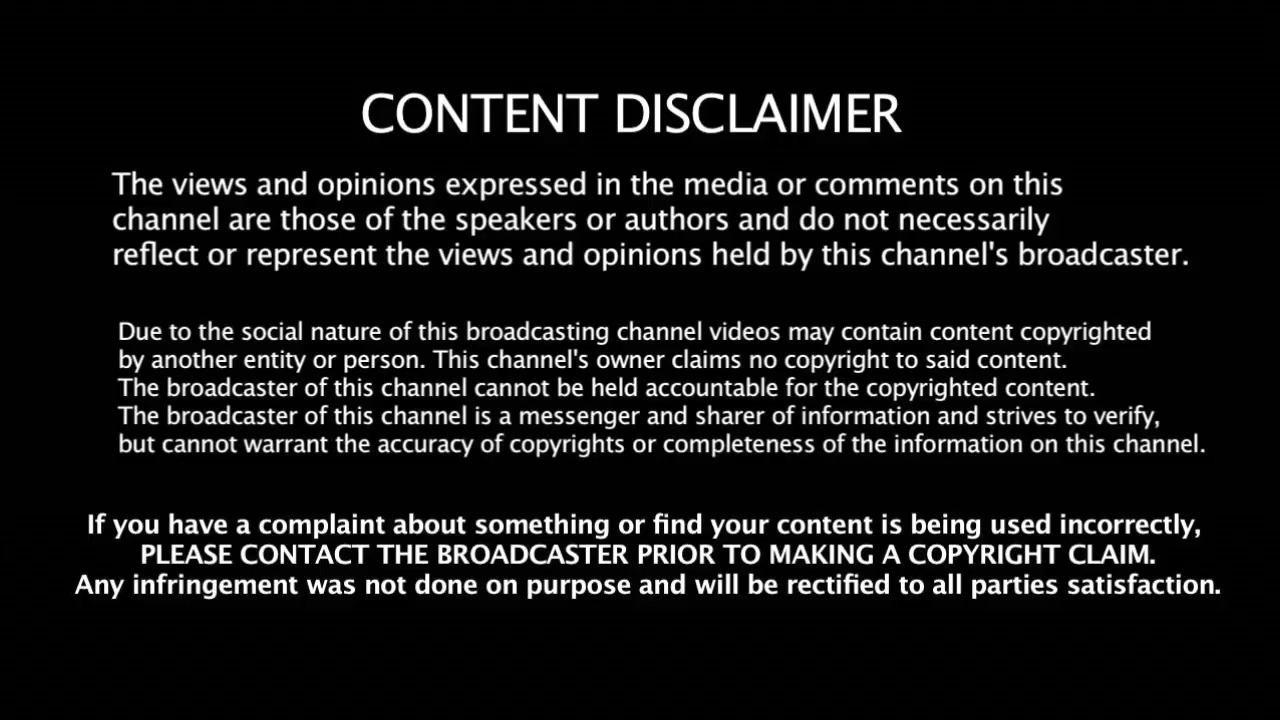 CONTENT DISCLAIMER
The views and opinions expressed in the media or comments on this
channel are those of the speakers or authors and do not necessarily
reflect or represent the views and opinions held by this channel's broadcaster.
Due to the social nature of this broadcasting channel videos may contain content copyrighted
by another entity or person. This channel's owner claims no copyright to said content.
The broadcaster of this channel cannot be held accountable for the copyrighted content.
The broadcaster of this channel is a messenger and sharer of information and strives to verify,
but cannot warrant the accuracy of copyrights or completeness of the information on this channel.
If you have a complaint about something or find your content is being used incorrectly,
PLEASE CONTACT THE BROADCASTER PRIOR TO MAKING A COPYRIGHT CLAIM.
Any infringement was not done on purpose and will be rectified to all parties satisfaction.